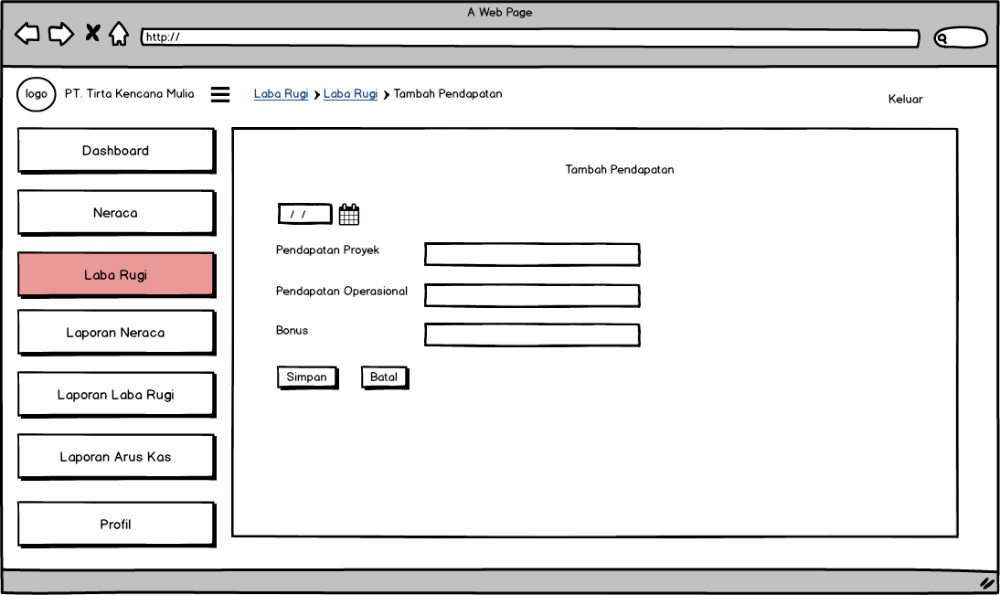 A Web Page
http://
logo
PT. Tirta Kencana Mulia
Laba Rugi > Laba Rugi > Tambah Pendapatan
Keluar
Dashboard
Neraca
Laba Rugi
Laporan Neraca
Laporan Laba Rugi
Laporan Arus Kas
Profil
Tambah Pendapatan
/ /
Pendapatan Proyek
Pendapatan Operasional
Bonus
Simpan
Batal